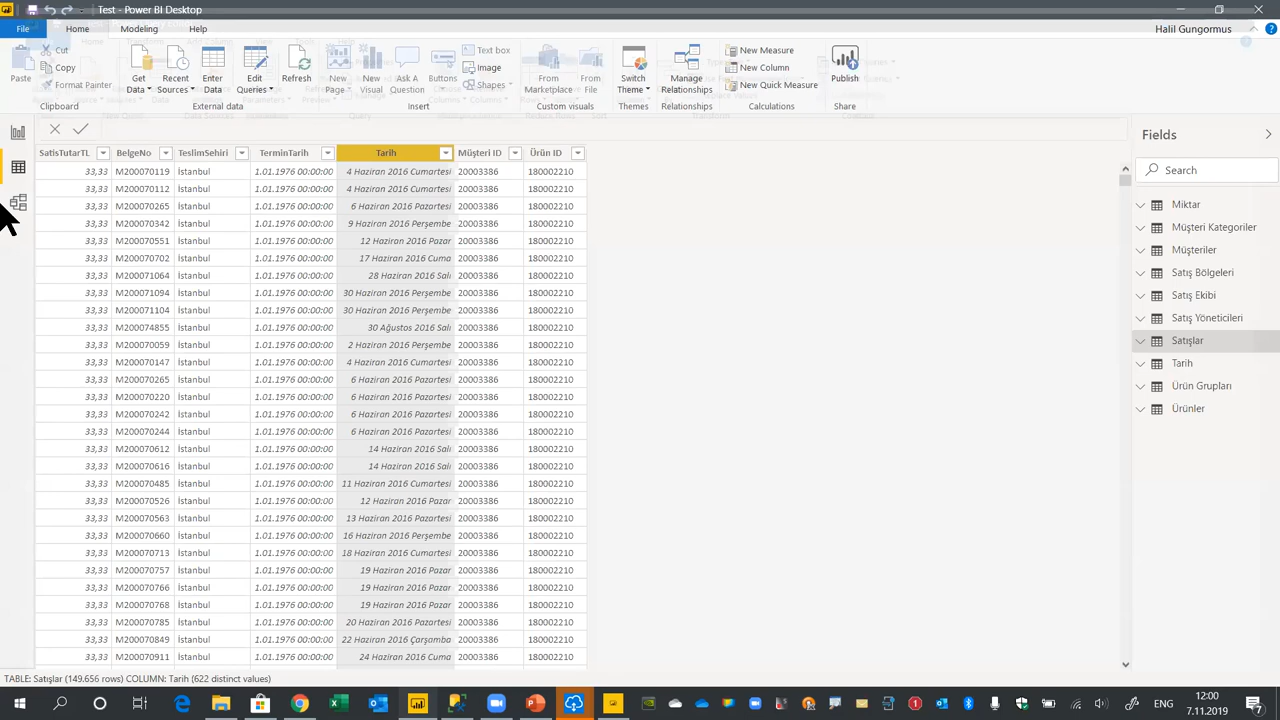 Test - Power BI Desktop
File Home Modeling Help
Halil Gungormus
Paste
Cut
Copy
Format Painter
Get Data
Recent Sources
Enter Data
Edit Queries
Refresh
New Page
New Visual
Ask A Question
Buttons
Text box
Image
Shapes
From Marketplace
From File
Switch Theme
Manage Relationships
New Measure
New Column
New Quick Measure
Publish
Clipboard External data Insert Custom visuals Themes Relationships Calculations Share
SatisTutarTL BelgeNo TeslimSehiri TerminTarih Tarih Müşteri ID Ürün ID
33,33 M200070119 İstanbul 1.01.1976 00:00:00 4 Haziran 2016 Cumartesi 20003386 180002210
33,33 M200070112 İstanbul 1.01.1976 00:00:00 4 Haziran 2016 Cumartesi 20003386 180002210
33,33 M200070265 İstanbul 1.01.1976 00:00:00 6 Haziran 2016 Pazartesi 20003386 180002210
33,33 M200070342 İstanbul 1.01.1976 00:00:00 9 Haziran 2016 Perşembe 20003386 180002210
33,33 M200070551 İstanbul 1.01.1976 00:00:00 12 Haziran 2016 Pazar 20003386 180002210
33,33 M200070702 İstanbul 1.01.1976 00:00:00 17 Haziran 2016 Cuma 20003386 180002210
33,33 M200071064 İstanbul 1.01.1976 00:00:00 28 Haziran 2016 Salı 20003386 180002210
33,33 M200071094 İstanbul 1.01.1976 00:00:00 30 Haziran 2016 Perşembe 20003386 180002210
33,33 M200071104 İstanbul 1.01.1976 00:00:00 30 Haziran 2016 Perşembe 20003386 180002210
33,33 M200074855 İstanbul 1.01.1976 00:00:00 30 Ağustos 2016 Salı 20003386 180002210
33,33 M200070059 İstanbul 1.01.1976 00:00:00 2 Haziran 2016 Perşembe 20003386 180002210
33,33 M200070147 İstanbul 1.01.1976 00:00:00 4 Haziran 2016 Cumartesi 20003386 180002210
33,33 M200070265 İstanbul 1.01.1976 00:00:00 6 Haziran 2016 Pazartesi 20003386 180002210
33,33 M200070220 İstanbul 1.01.1976 00:00:00 6 Haziran 2016 Pazartesi 20003386 180002210
33,33 M200070242 İstanbul 1.01.1976 00:00:00 6 Haziran 2016 Pazartesi 20003386 180002210
33,33 M200070244 İstanbul 1.01.1976 00:00:00 6 Haziran 2016 Pazartesi 20003386 180002210
33,33 M200070612 İstanbul 1.01.1976 00:00:00 14 Haziran 2016 Salı 20003386 180002210
33,33 M200070616 İstanbul 1.01.1976 00:00:00 14 Haziran 2016 Salı 20003386 180002210
33,33 M200070485 İstanbul 1.01.1976 00:00:00 11 Haziran 2016 Cumartesi 20003386 180002210
33,33 M200070526 İstanbul 1.01.1976 00:00:00 12 Haziran 2016 Pazar 20003386 180002210
33,33 M200070563 İstanbul 1.01.1976 00:00:00 13 Haziran 2016 Pazartesi 20003386 180002210
33,33 M200070660 İstanbul 1.01.1976 00:00:00 16 Haziran 2016 Perşembe 20003386 180002210
33,33 M200070713 İstanbul 1.01.1976 00:00:00 18 Haziran 2016 Cumartesi 20003386 180002210
33,33 M200070757 İstanbul 1.01.1976 00:00:00 19 Haziran 2016 Pazar 20003386 180002210
33,33 M200070766 İstanbul 1.01.1976 00:00:00 19 Haziran 2016 Pazar 20003386 180002210
33,33 M200070768 İstanbul 1.01.1976 00:00:00 19 Haziran 2016 Pazar 20003386 180002210
33,33 M200070785 İstanbul 1.01.1976 00:00:00 20 Haziran 2016 Pazartesi 20003386 180002210
33,33 M200070849 İstanbul 1.01.1976 00:00:00 22 Haziran 2016 Çarşamba 20003386 180002210
33,33 M200070911 İstanbul 1.01.1976 00:00:00 24 Haziran 2016 Cuma 20003386 180002210
Fields
Search
Miktar
Müşteri Kategoriler
Müşteriler
Satış Bölgeleri
Satış Ekibi
Satış Yöneticileri
Satışlar
Tarih
Ürün Grupları
Ürünler
TABLE: Satışlar (149.656 rows) COLUMN: Tarih (622 distinct values)
ENG
12:00
7.11.2019
7